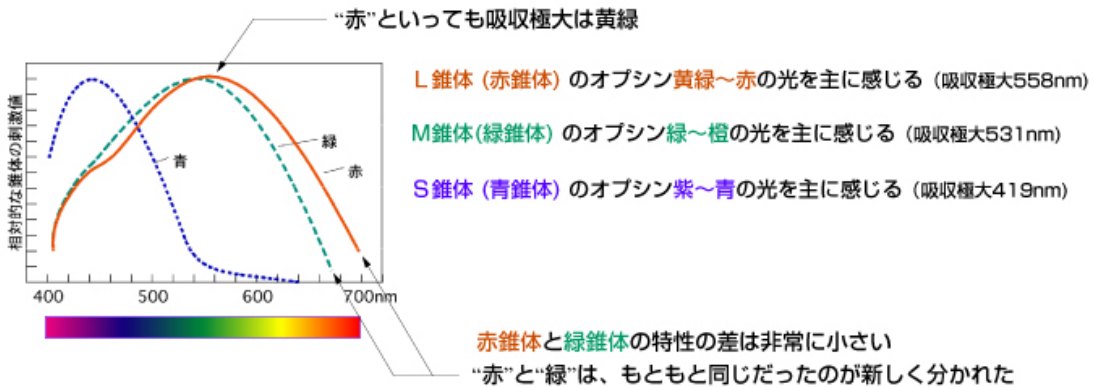 “赤”といっても吸収極大は黄緑
L錐体 (赤錐体) のオプシン黄緑〜赤の光を主に感じる（吸収極大558nm)
M錐体(緑錐体) のオプシン緑〜橙の光を主に感じる（吸収極大531nm)
S錐体 (青錐体) のオプシン紫〜青の光を主に感じる（吸収極大419nm)
相対的な錐体の刺激値
青
緑
赤
400 500 600 700nm
赤錐体と緑錐体の特性の差は非常に小さい
“赤”と“緑”は、もともと同じだったのが新しく分かれた